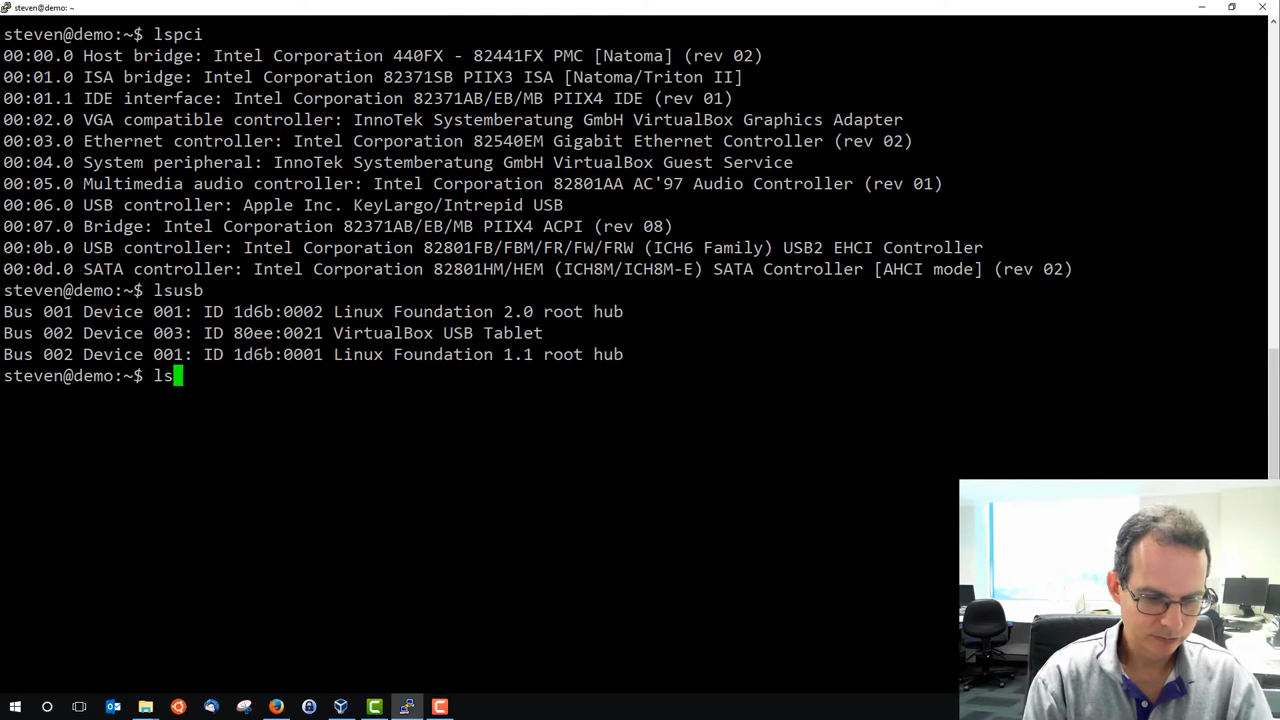 steven@demo: ~
steven@demo:~$ lspci
00:00.0 Host bridge: Intel Corporation 440FX - 82441FX PMC [Natoma] (rev 02)
00:01.0 ISA bridge: Intel Corporation 82371SB PIIX3 ISA [Natoma/Triton II]
00:01.1 IDE interface: Intel Corporation 82371AB/EB/MB PIIX4 IDE (rev 01)
00:02.0 VGA compatible controller: InnoTek Systemberatung GmbH VirtualBox Graphics Adapter
00:03.0 Ethernet controller: Intel Corporation 82540EM Gigabit Ethernet Controller (rev 02)
00:04.0 System peripheral: InnoTek Systemberatung GmbH VirtualBox Guest Service
00:05.0 Multimedia audio controller: Intel Corporation 82801AA AC'97 Audio Controller (rev 01)
00:06.0 USB controller: Apple Inc. KeyLargo/Intrepid USB
00:07.0 Bridge: Intel Corporation 82371AB/EB/MB PIIX4 ACPI (rev 08)
00:0b.0 USB controller: Intel Corporation 82801FB/FBM/FR/FW/FRW (ICH6 Family) USB2 EHCI Controller
00:0d.0 SATA controller: Intel Corporation 82801HM/HEM (ICH8M/ICH8M-E) SATA Controller [AHCI mode] (rev 02)
steven@demo:~$ lsusb
Bus 001 Device 001: ID 1d6b:0002 Linux Foundation 2.0 root hub
Bus 002 Device 003: ID 80ee:0021 VirtualBox USB Tablet
Bus 002 Device 001: ID 1d6b:0001 Linux Foundation 1.1 root hub
steven@demo:~$ ls